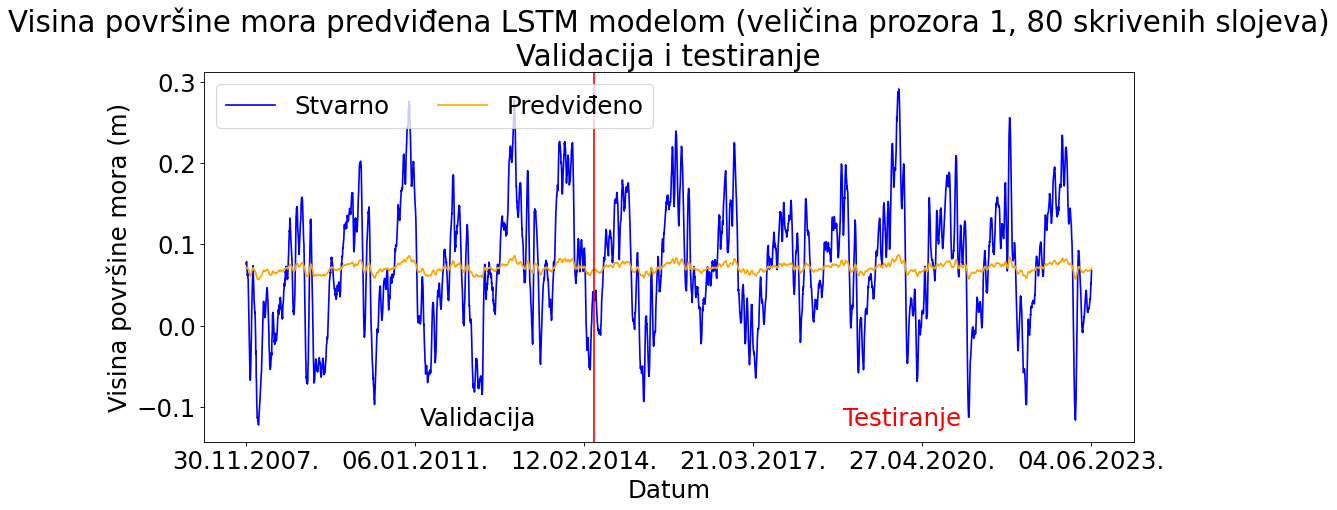 Visina površine mora predviđena LSTM modelom (veličina prozora 1, 80 skrivenih slojeva)
Validacija i testiranje
Stvarno
Predviđeno
Visina površine mora (m)
0.3
0.2
0.1
0.0
−0.1
Validacija
Testiranje
30.11.2007.
06.01.2011.
12.02.2014.
21.03.2017.
27.04.2020.
04.06.2023.
Datum